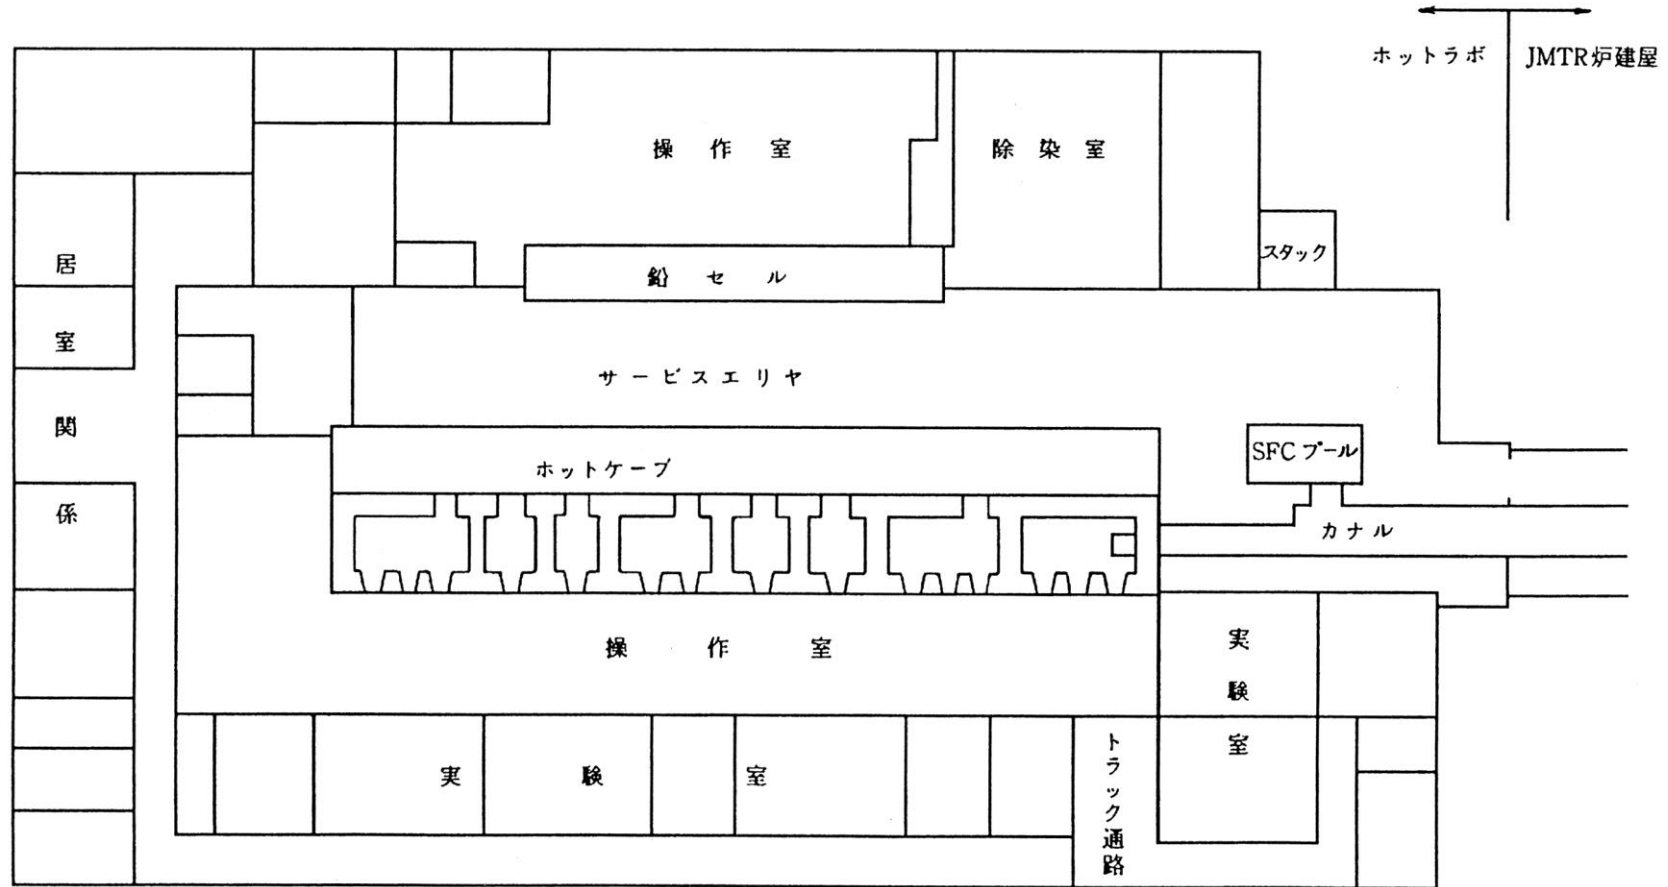 ホットラボ JMTR炉建屋
操作室
除染室
スタック
鉛セル
居室関係
サービスエリヤ
ホットケーブ
SFCプール
カナル
操作室
実験室
実験室
トラック通路